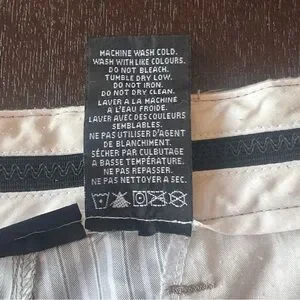 MACHINE WASH COLD.
WASH WITH LIKE COLOURS.
DO NOT BLEACH.
TUMBLE DRY LOW.
DO NOT IRON.
DO NOT DRY CLEAN.
LAVER A LA MACHINE
A L'EAU FROIDE.
LAVER AVEC DES COULEURS
SEMBLABLES.
NE PAS UTILISER D'AGENT
DE BLANCHIMENT.
SÉCHER PAR CULBUTAGE
A BASSE TEMPÉRATURE.
NE PAS REPASSER.
NE PAS NETTOYER A SEC.